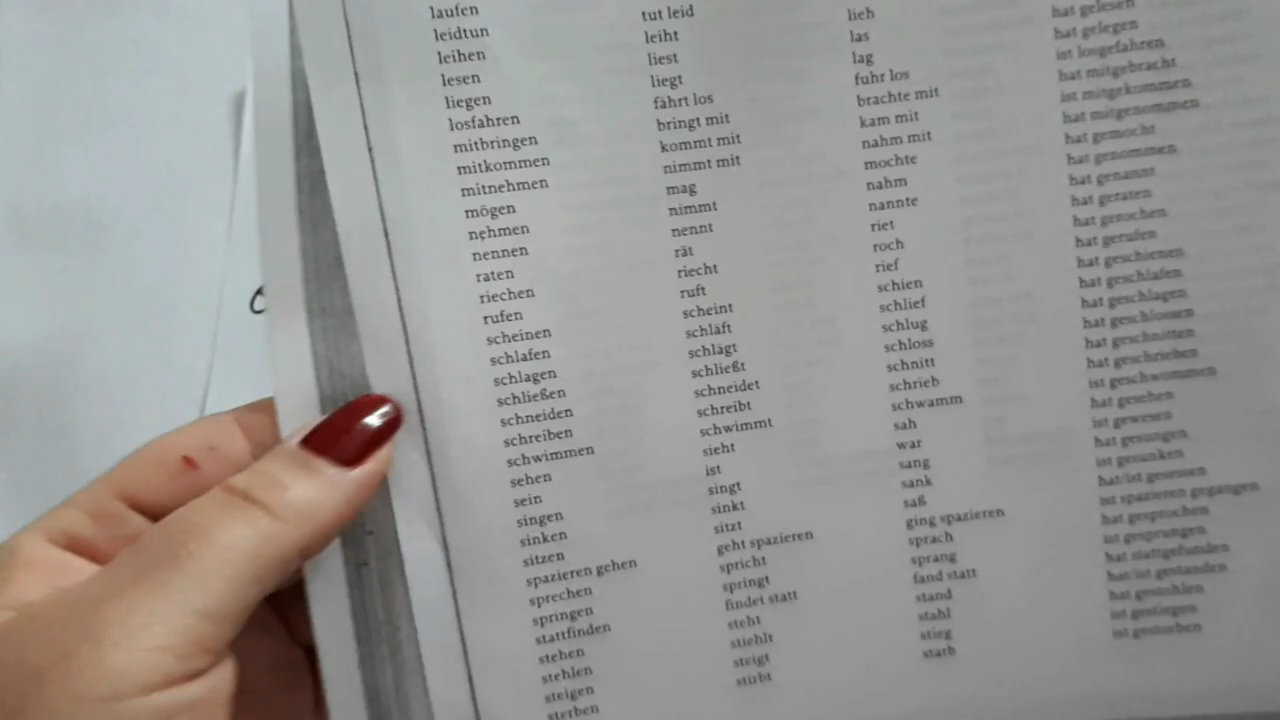 laufen
leidtun tut leid
leihen leiht lieh
lesen liest las hat gelesen
liegen liegt lag hat gelegen
losfahren fährt los fuhr los ist losgefahren
mitbringen bringt mit brachte mit hat mitgebracht
mitkommen kommt mit kam mit ist mitgekommen
mitnehmen nimmt mit nahm mit hat mitgenommen
mögen mag mochte hat gemocht
nehmen nimmt nahm hat genommen
nennen nennt nannte hat genannt
raten rät riet hat geraten
riechen riecht roch hat gerochen
rufen ruft rief hat gerufen
scheinen scheint schien hat geschienen
schlafen schläft schlief hat geschlafen
schlagen schlägt schlug hat geschlagen
schließen schließt schloss hat geschlossen
schneiden schneidet schnitt hat geschnitten
schreiben schreibt schrieb hat geschrieben
schwimmen schwimmt schwamm ist geschwommen
sehen sieht sah hat gesehen
sein ist war ist gewesen
singen singt sang hat gesungen
sinken sinkt sank ist gesunken
sitzen sitzt saß hat/ist gesessen
spazieren gehen geht spazieren ging spazieren ist spazieren gegangen
sprechen spricht sprach hat gesprochen
springen springt sprang ist gesprungen
stattfinden findet statt fand statt hat stattgefunden
stehen steht stand hat/ist gestanden
stehlen stiehlt stahl hat gestohlen
steigen steigt stieg ist gestiegen
sterben stirbt starb ist gestorben